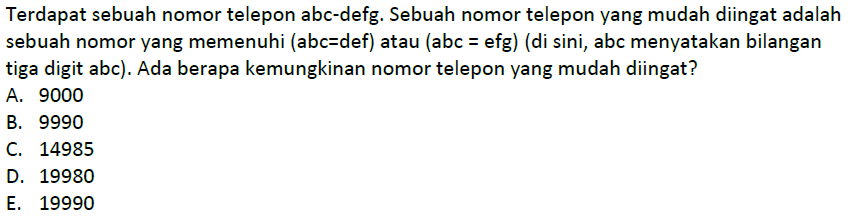 Terdapat sebuah nomor telepon abc-defg. Sebuah nomor telepon yang mudah diingat adalah
sebuah nomor yang memenuhi (abc=def) atau (abc = efg) (di sini, abc menyatakan bilangan
tiga digit abc). Ada berapa kemungkinan nomor telepon yang mudah diingat?
A. 9000
B. 9990
C. 14985
D. 19980
E. 19990